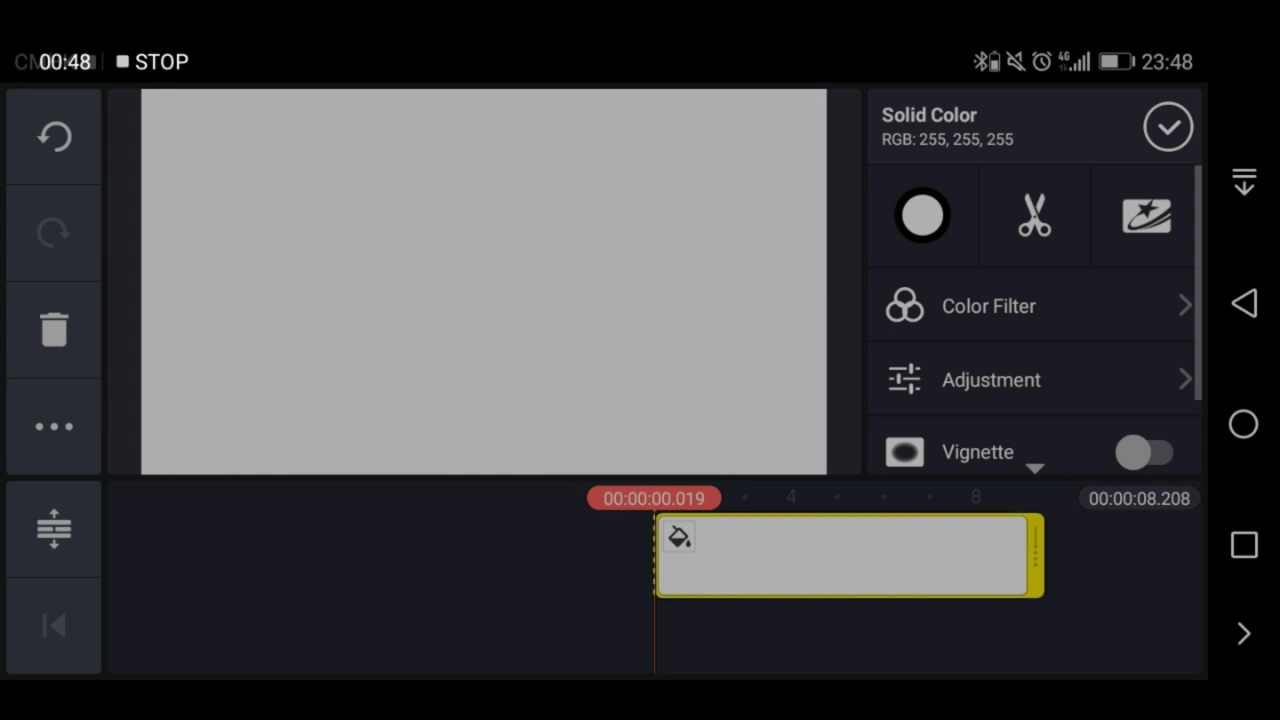 00:48 STOP
4G
23:48
Solid Color
RGB: 255, 255, 255
Color Filter
Adjustment
Vignette
00:00:00.019
4
8
00:00:08.208